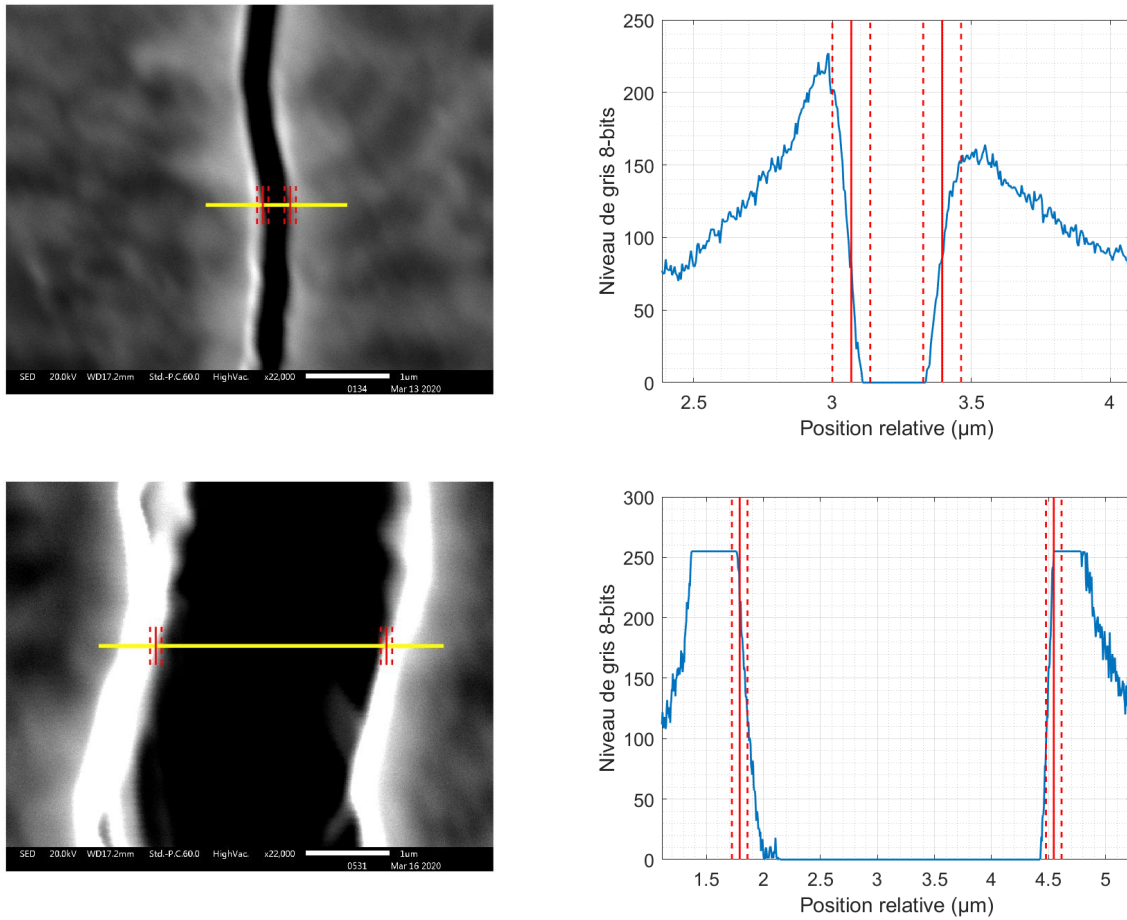 250
200
150
100
50
0
Niveau de gris 8-bits
2.5 3 3.5 4
Position relative (µm)
SED 20.0kV WD17.2mm Std.-P.C.60.0 HighVac. x22,000 1um
0134 Mar 13 2020
300
250
200
150
100
50
0
Niveau de gris 8-bits
1.5 2 2.5 3 3.5 4 4.5 5
Position relative (µm)
SED 20.0kV WD17.2mm Std.-P.C.60.0 HighVac. x22,000 1um
0531 Mar 16 2020